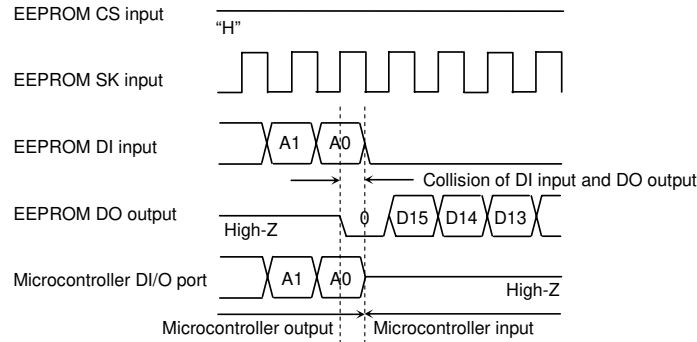 EEPROM CS input
“H”
EEPROM SK input
EEPROM DI input
A1 A0
Collision of DI input and DO output
EEPROM DO output
High-Z
0 D15 D14 D13
Microcontroller DI/O port
A1 A0
High-Z
Microcontroller output Microcontroller input